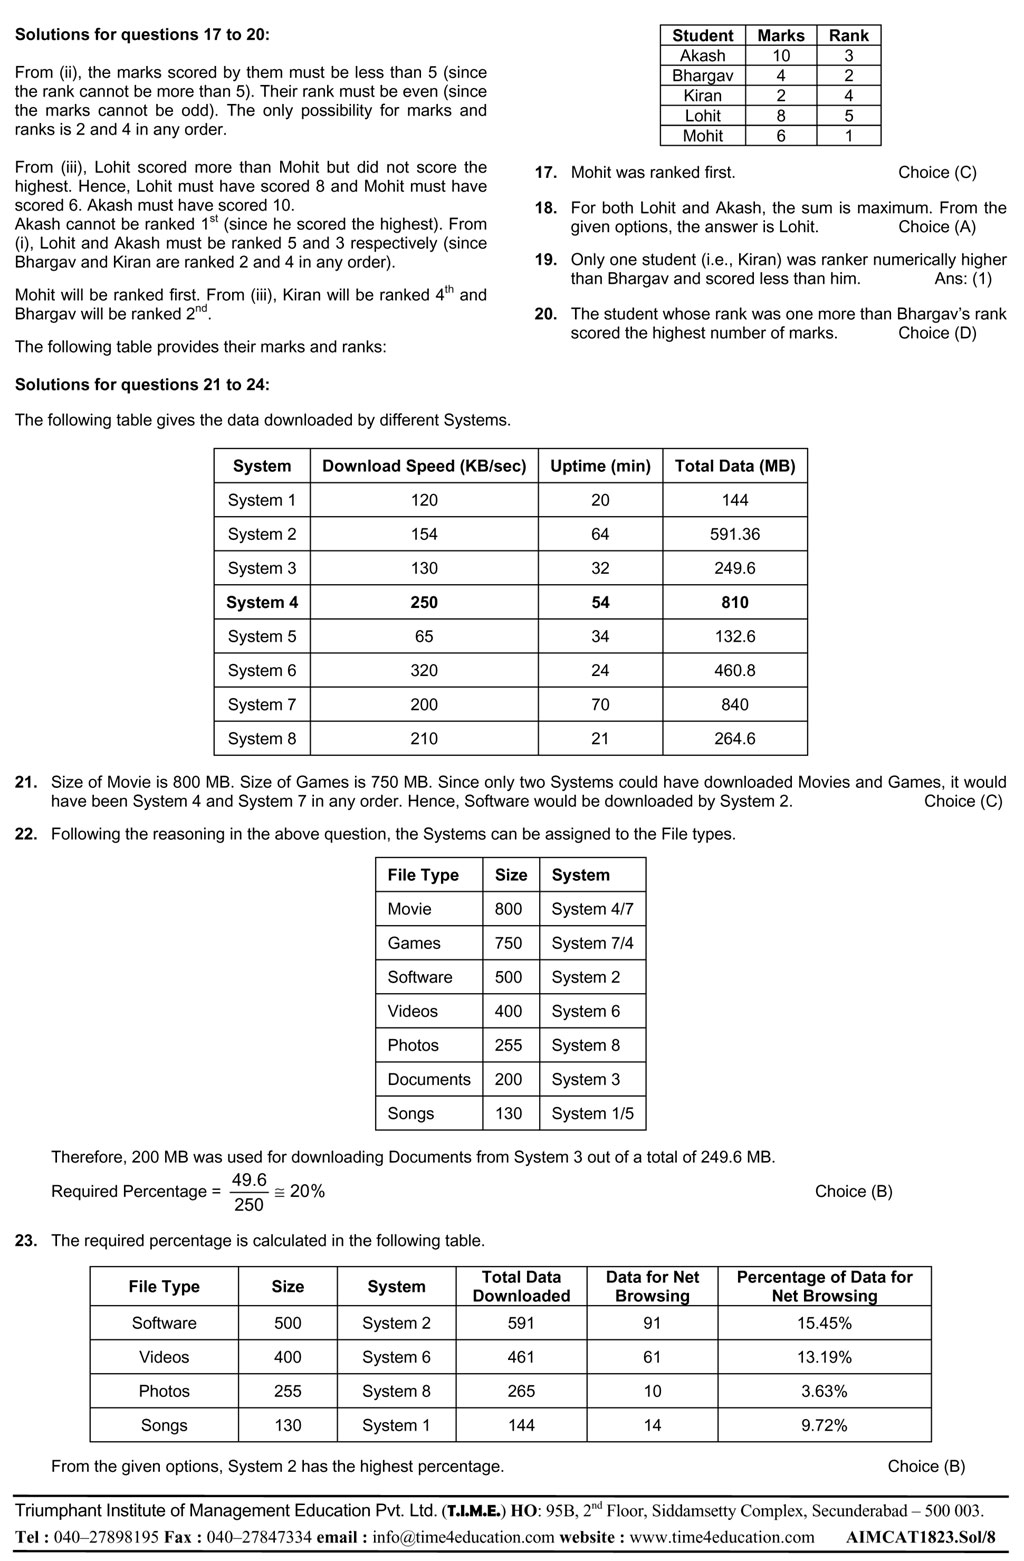 Solutions for questions 17 to 20:
From (ii), the marks scored by them must be less than 5 (since
the rank cannot be more than 5). Their rank must be even (since
the marks cannot be odd). The only possibility for marks and
ranks is 2 and 4 in any order.
From (iii), Lohit scored more than Mohit but did not score the
highest. Hence, Lohit must have scored 8 and Mohit must have
scored 6. Akash must have scored 10.
Akash cannot be ranked 1st (since he scored the highest). From
(i), Lohit and Akash must be ranked 5 and 3 respectively (since
Bhargav and Kiran are ranked 2 and 4 in any order).
Mohit will be ranked first. From (iii), Kiran will be ranked 4th and
Bhargav will be ranked 2nd.
The following table provides their marks and ranks:
Student Marks Rank
Akash 10 3
Bhargav 4 2
Kiran 2 4
Lohit 8 5
Mohit 6 1
17. Mohit was ranked first. Choice (C)
18. For both Lohit and Akash, the sum is maximum. From the
given options, the answer is Lohit. Choice (A)
19. Only one student (i.e., Kiran) was ranker numerically higher
than Bhargav and scored less than him. Ans: (1)
20. The student whose rank was one more than Bhargav's rank
scored the highest number of marks. Choice (D)
Solutions for questions 21 to 24:
The following table gives the data downloaded by different Systems.
System Download Speed (KB/sec) Uptime (min) Total Data (MB)
System 1 120 20 144
System 2 154 64 591.36
System 3 130 32 249.6
System 4 250 54 810
System 5 65 34 132.6
System 6 320 24 460.8
System 7 200 70 840
System 8 210 21 264.6
21. Size of Movie is 800 MB. Size of Games is 750 MB. Since only two Systems could have downloaded Movies and Games, it would
have been System 4 and System 7 in any order. Hence, Software would be downloaded by System 2. Choice (C)
22. Following the reasoning in the above question, the Systems can be assigned to the File types.
File Type Size System
Movie 800 System 4/7
Games 750 System 7/4
Software 500 System 2
Videos 400 System 6
Photos 255 System 8
Documents 200 System 3
Songs 130 System 1/5
Therefore, 200 MB was used for downloading Documents from System 3 out of a total of 249.6 MB.
Required Percentage = 49.6/250 ≅ 20% Choice (B)
23. The required percentage is calculated in the following table.
File Type Size System Total Data Downloaded Data for Net Browsing Percentage of Data for Net Browsing
Software 500 System 2 591 91 15.45%
Videos 400 System 6 461 61 13.19%
Photos 255 System 8 265 10 3.63%
Songs 130 System 1 144 14 9.72%
From the given options, System 2 has the highest percentage. Choice (B)
Triumphant Institute of Management Education Pvt. Ltd. (T.I.M.E.) HO: 95B, 2nd Floor, Siddamsetty Complex, Secunderabad – 500 003.
Tel : 040–27898195 Fax : 040–27847334 email : info@time4education.com website : www.time4education.com AIMCAT1823.Sol/8